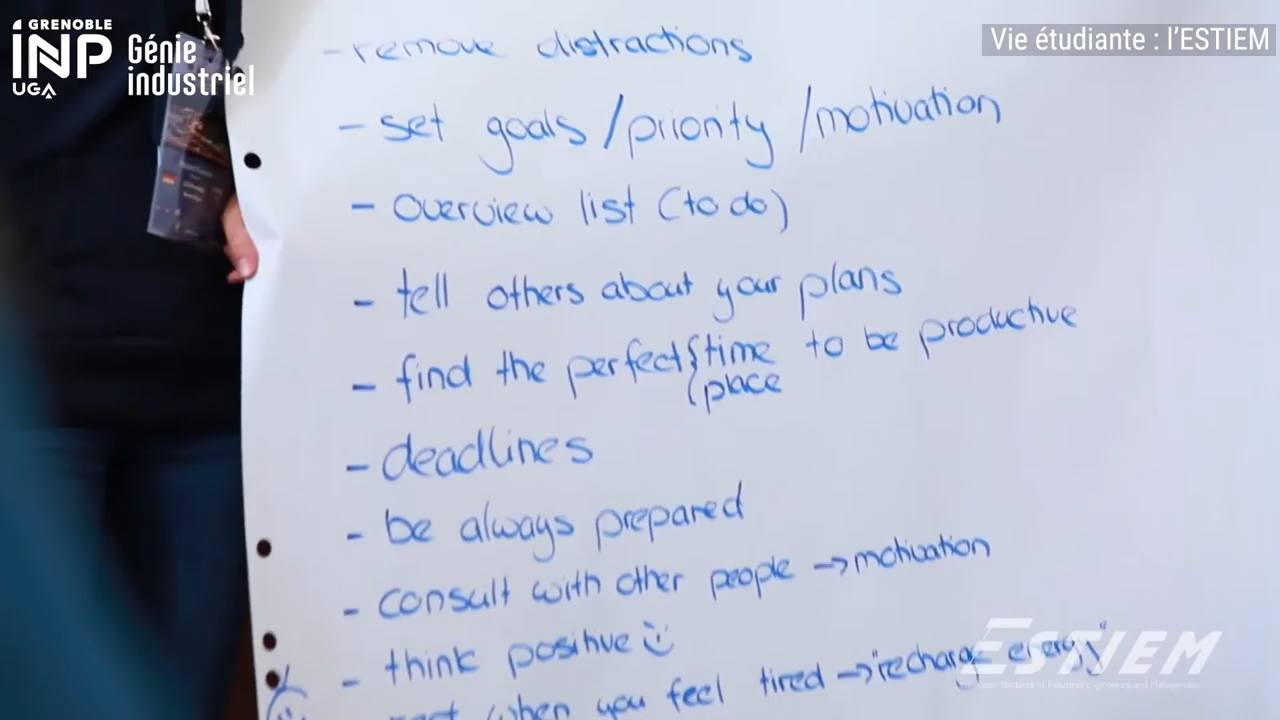 GRENOBLE
INP
UGA
Génie
industriel
Vie étudiante : l'ESTIEM
- remove distractions
- set goals /priority /motivation
- overview list (to do)
- tell others about your plans
- find the perfect { time to be productive
place
- deadlines
- be always prepared
- consult with other people → motivation
- think positive
when you feel tired → "recharge energy"
ESTIEM